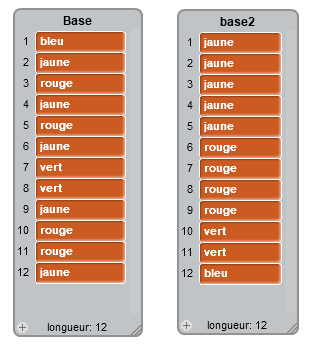 Base
1 bleu
2 jaune
3 rouge
4 jaune
5 rouge
6 jaune
7 vert
8 vert
9 jaune
10 rouge
11 rouge
12 jaune
+ longueur: 12
base2
1 jaune
2 jaune
3 jaune
4 jaune
5 jaune
6 rouge
7 rouge
8 rouge
9 rouge
10 vert
11 vert
12 bleu
+ longueur: 12